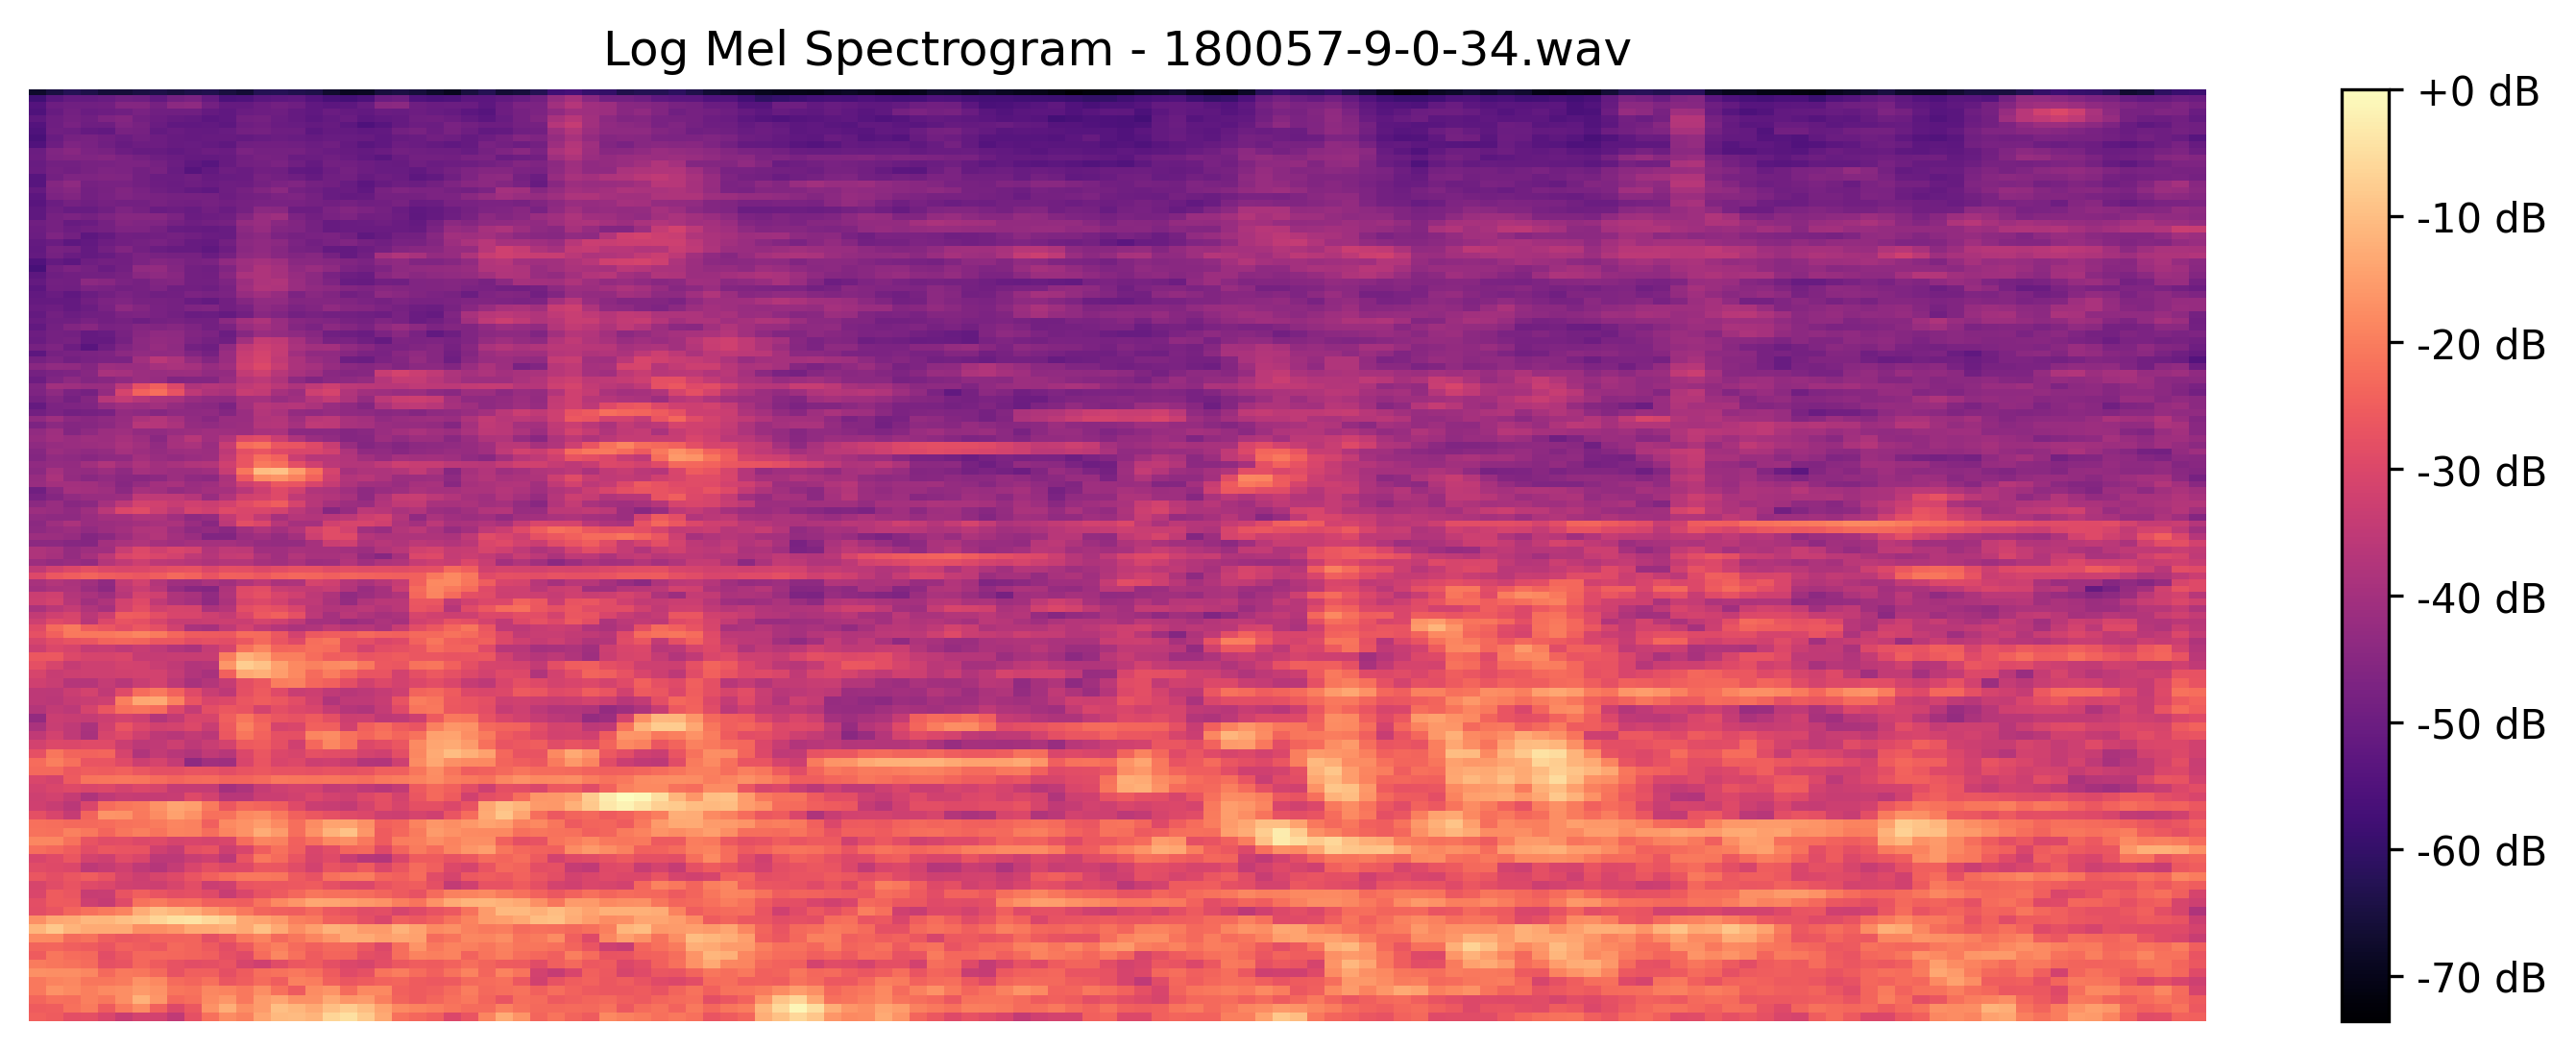 Log Mel Spectrogram - 180057-9-0-34.wav
+0 dB
-10 dB
-20 dB
-30 dB
-40 dB
-50 dB
-60 dB
-70 dB